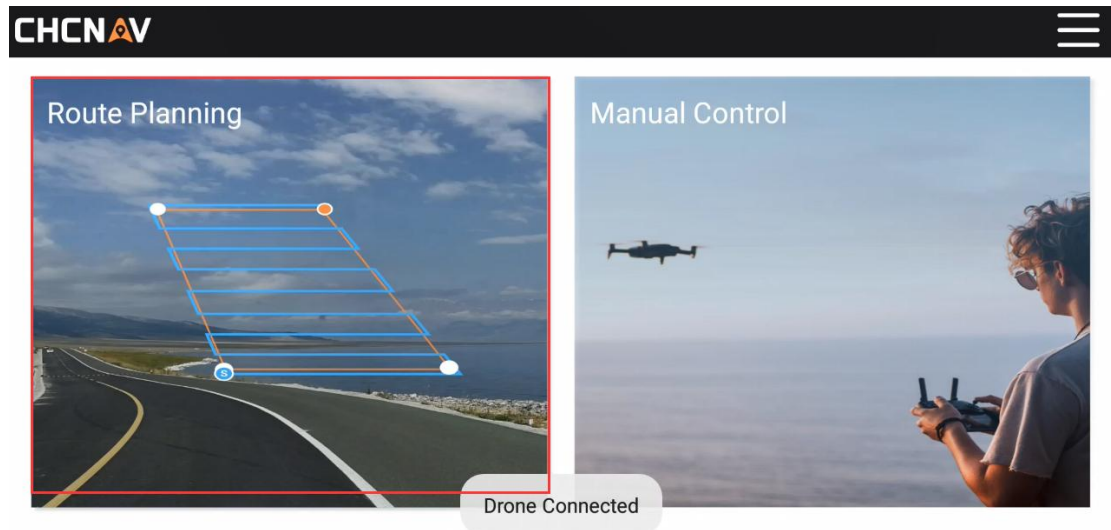 CHCNAV
Route Planning
Manual Control
S
Drone Connected